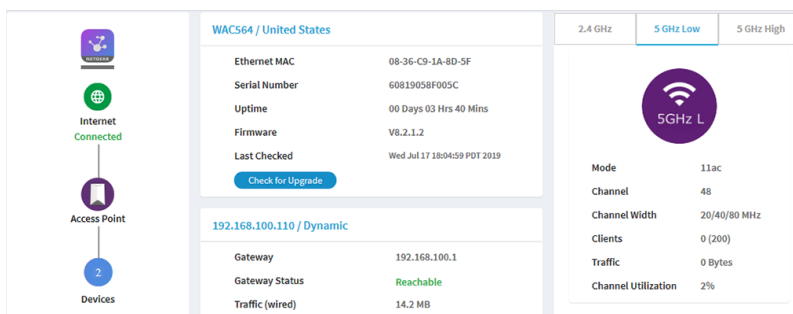 NETGEAR
Internet
Connected
Access Point
2
Devices
WAC564 / United States
Ethernet MAC 08-36-C9-1A-8D-5F
Serial Number 60819058F005C
Uptime 00 Days 03 Hrs 40 Mins
Firmware V8.2.1.2
Last Checked Wed Jul 17 18:04:59 PDT 2019
Check for Upgrade
192.168.100.110 / Dynamic
Gateway 192.168.100.1
Gateway Status Reachable
Traffic (wired) 14.2 MB
2.4 GHz 5 GHz Low 5 GHz High
5GHz L
Mode 11ac
Channel 48
Channel Width 20/40/80 MHz
Clients 0 (200)
Traffic 0 Bytes
Channel Utilization 2%